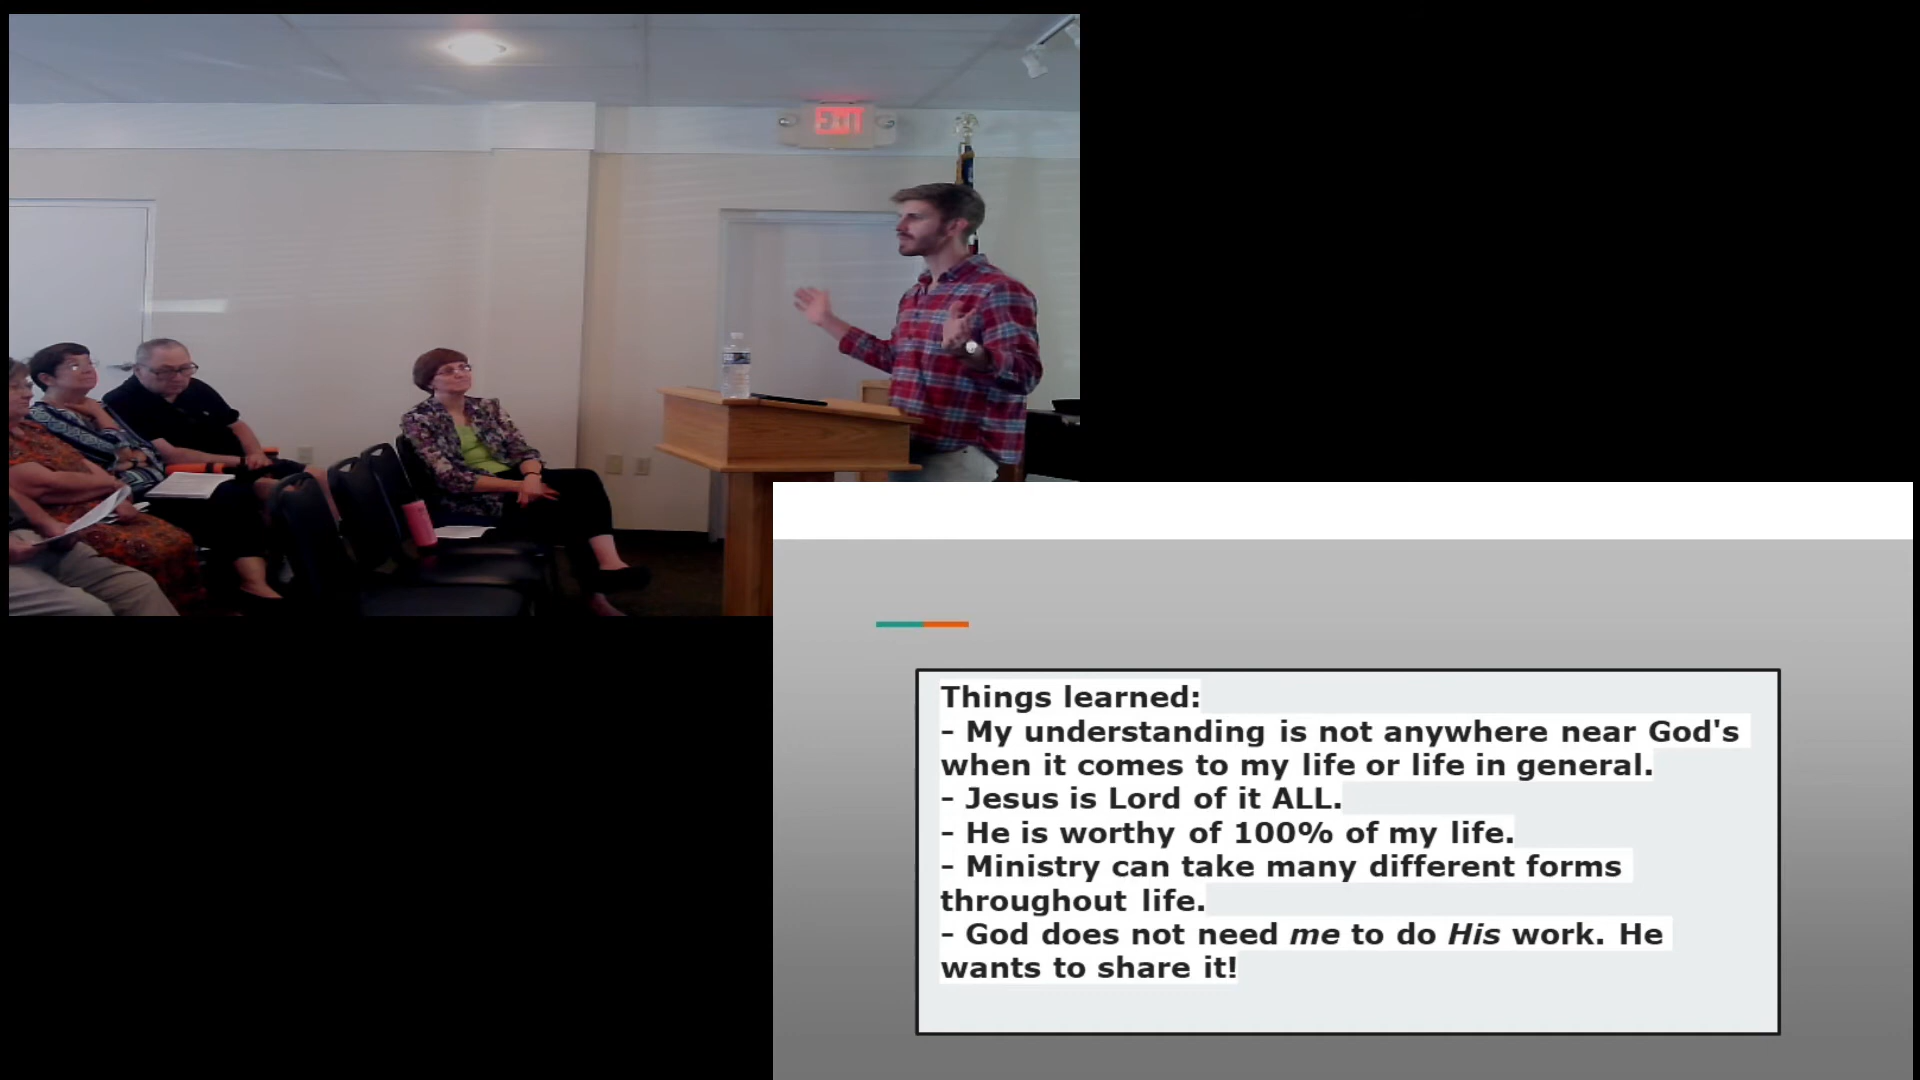 EXIT
Things learned:
- My understanding is not anywhere near God's
when it comes to my life or life in general.
- Jesus is Lord of it ALL.
- He is worthy of 100% of my life.
- Ministry can take many different forms
throughout life.
- God does not need me to do His work. He
wants to share it!